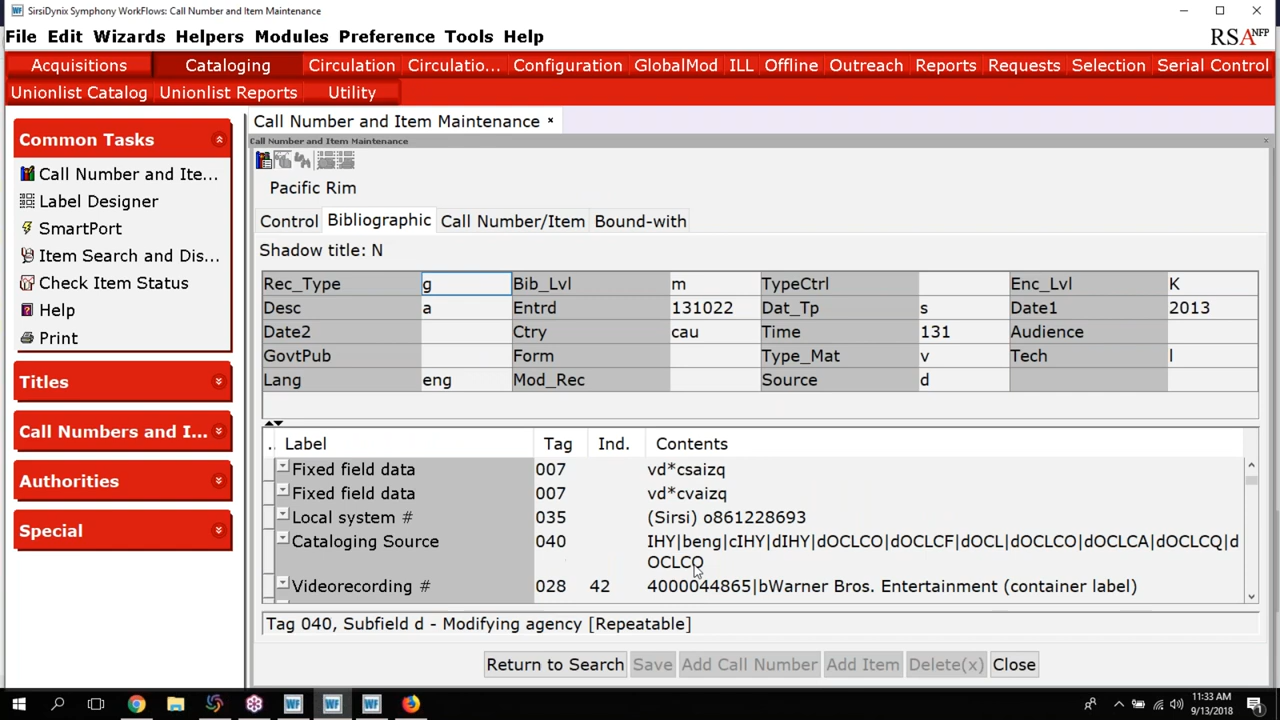 SirsiDynix Symphony WorkFlows: Call Number and Item Maintenance
File Edit Wizards Helpers Modules Preference Tools Help
RSANFP
Acquisitions Cataloging Circulation Circulatio... Configuration GlobalMod ILL Offline Outreach Reports Requests Selection Serial Control
Unionlist Catalog Unionlist Reports Utility
Common Tasks
Call Number and Ite...
Label Designer
SmartPort
Item Search and Dis...
Check Item Status
Help
Print
Titles
Call Numbers and I...
Authorities
Special
Call Number and Item Maintenance ×
Call Number and Item Maintenance
Pacific Rim
Control Bibliographic Call Number/Item Bound-with
Shadow title: N
Rec_Type g Bib_Lvl m TypeCtrl Enc_Lvl K
Desc a Entrd 131022 Dat_Tp s Date1 2013
Date2 Ctry cau Time 131 Audience
GovtPub Form Type_Mat v Tech l
Lang eng Mod_Rec Source d
. Label Tag Ind. Contents
Fixed field data 007 vd*csaizq
Fixed field data 007 vd*cvaizq
Local system # 035 (Sirsi) o861228693
Cataloging Source 040 IHY|beng|cIHY|dIHY|dOCLCO|dOCLCF|dOCL|dOCLCO|dOCLCA|dOCLCQ|d
OCLCQ
Videorecording # 028 42 4000044865|bWarner Bros. Entertainment (container label)
Tag 040, Subfield d - Modifying agency [Repeatable]
Return to Search Save Add Call Number Add Item Delete(x) Close
11:33 AM
9/13/2018